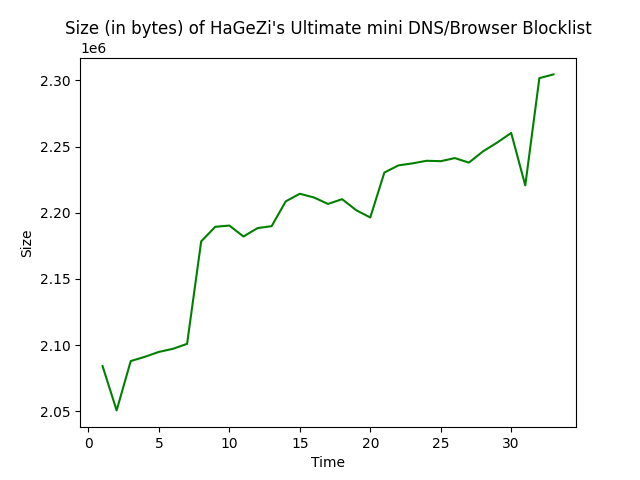 Size (in bytes) of HaGeZi's Ultimate mini DNS/Browser Blocklist
1e6
2.30
2.25
2.20
2.15
2.10
2.05
Size
0 5 10 15 20 25 30
Time